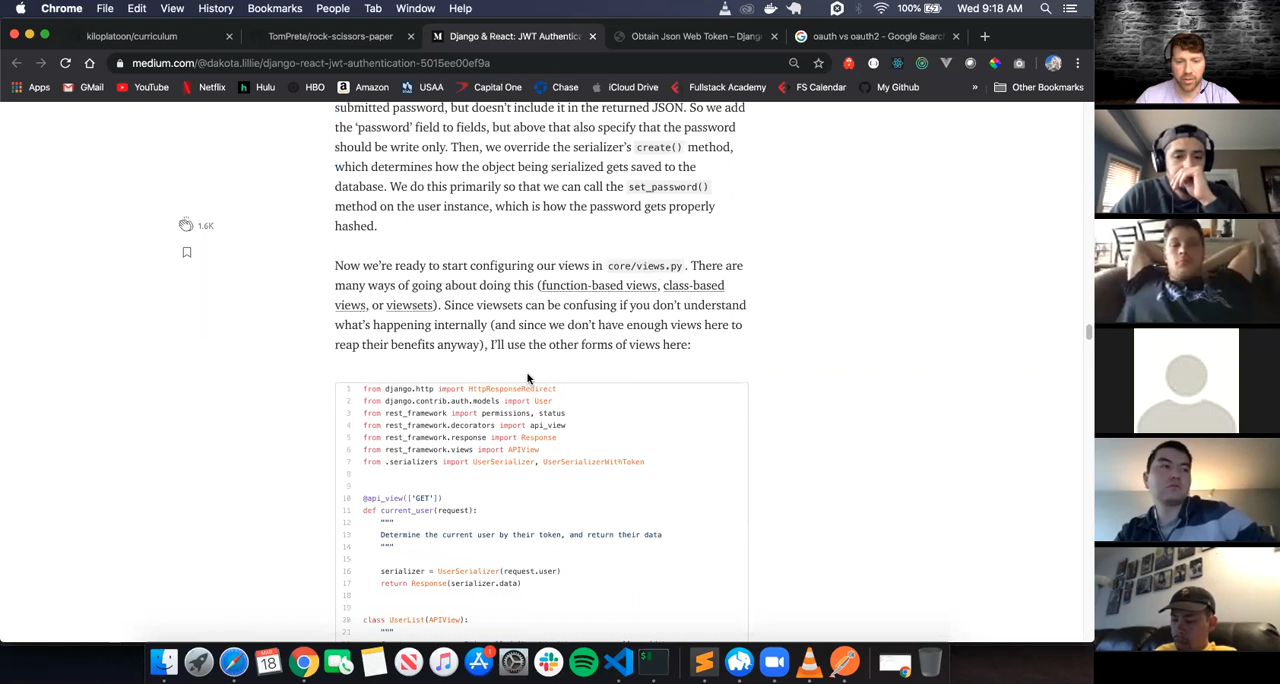 Chrome File Edit View History Bookmarks People Tab Window Help 100% Wed 9:18 AM
kiloplatoon/curriculum TomPrete/rock-scissors-paper Django & React: JWT Authentica Obtain Json Web Token – Djang oauth vs oauth2 - Google Search
medium.com/@dakota.lillie/django-react-jwt-authentication-5015ee00ef9a
Apps GMail YouTube Netflix Hulu HBO Amazon USAA Capital One Chase iCloud Drive Fullstack Academy FS Calendar My Github » Other Bookmarks
submitted password, but doesn't include it in the returned JSON. So we add
the ‘password’ field to fields, but above that also specify that the password
should be write only. Then, we override the serializer's create() method,
which determines how the object being serialized gets saved to the
database. We do this primarily so that we can call the set_password()
method on the user instance, which is how the password gets properly
hashed.
1.6K
Now we're ready to start configuring our views in core/views.py. There are
many ways of going about doing this (function-based views, class-based
views, or viewsets). Since viewsets can be confusing if you don't understand
what's happening internally (and since we don't have enough views here to
reap their benefits anyway), I'll use the other forms of views here:
1 from django.http import HttpResponseRedirect
2 from django.contrib.auth.models import User
3 from rest_framework import permissions, status
4 from rest_framework.decorators import api_view
5 from rest_framework.response import Response
6 from rest_framework.views import APIView
7 from .serializers import UserSerializer, UserSerializerWithToken
8
9
10 @api_view(['GET'])
11 def current_user(request):
12 """
13 Determine the current user by their token, and return their data
14 """
15
16 serializer = UserSerializer(request.user)
17 return Response(serializer.data)
18
19
20 class UserList(APIView):
21 """
MAR
18
1